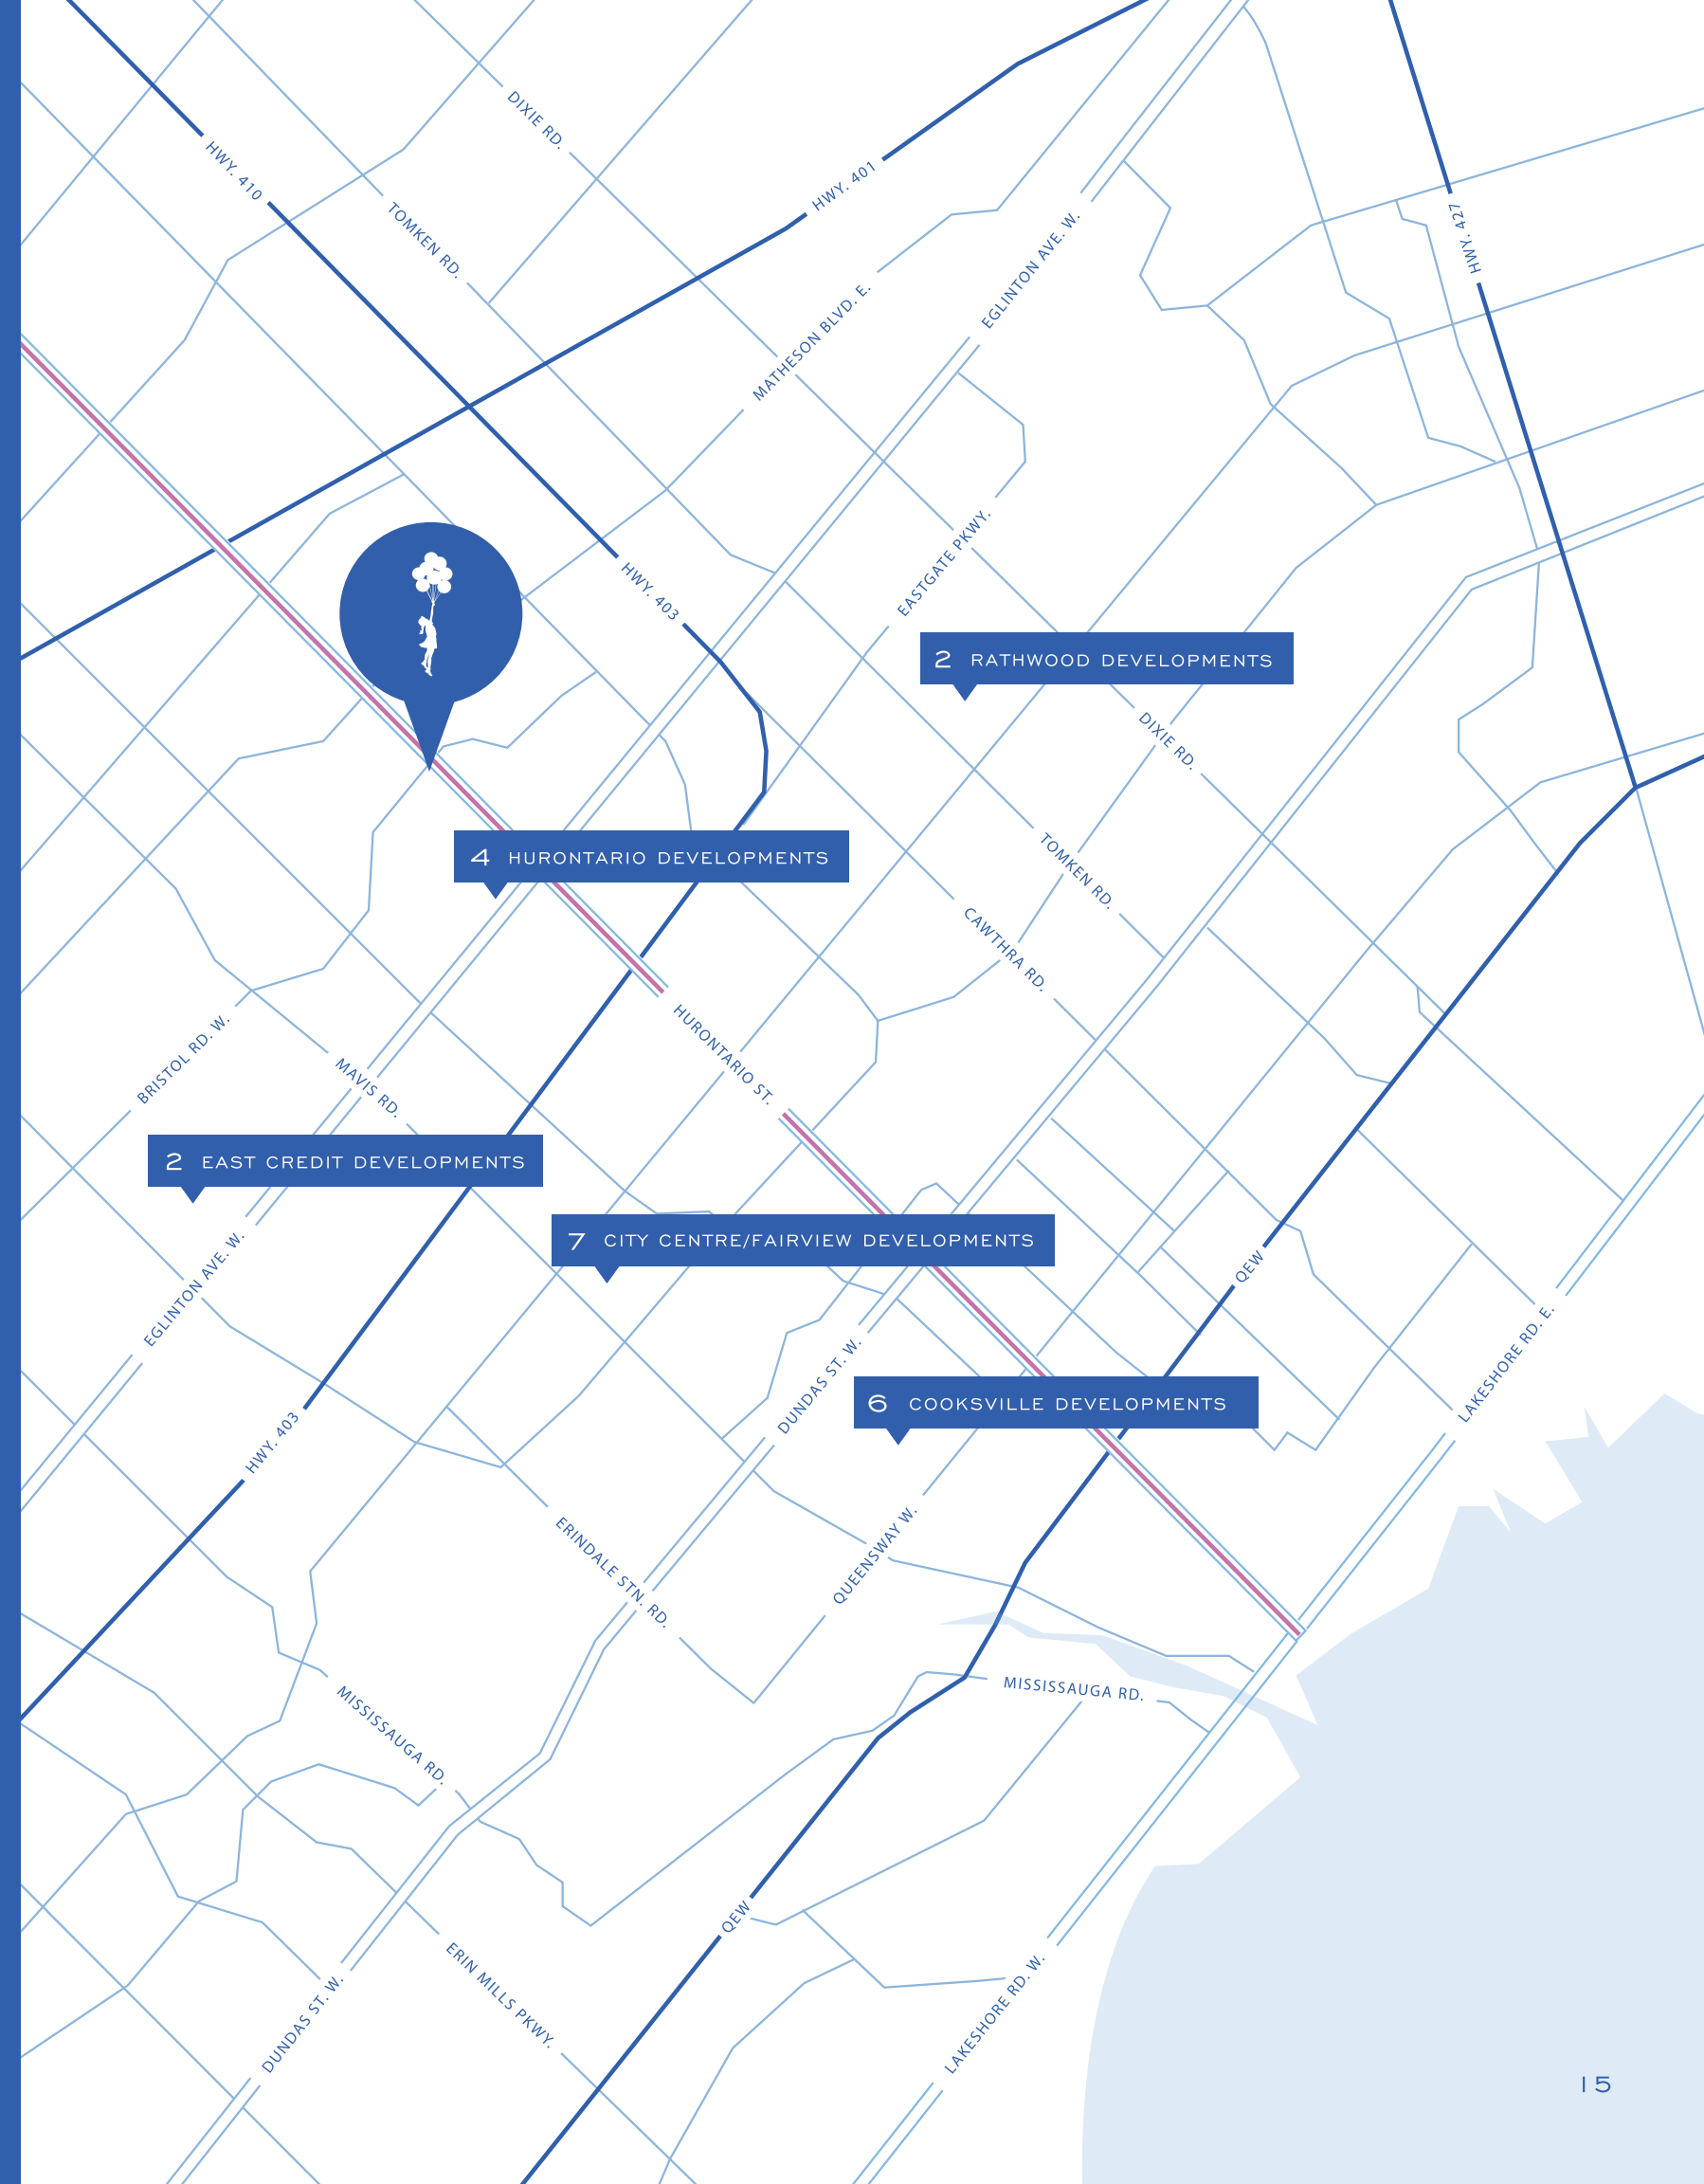 DIXIE RD.
HWY. 410
HWY. 401
TOMKEN RD.
HWY. 427
EGLINTON AVE. W.
MATHESON BLVD. E.
EASTGATE PKWY.
HWY. 403
2 RATHWOOD DEVELOPMENTS
DIXIE RD.
4 HURONTARIO DEVELOPMENTS
TOMKEN RD.
CAWTHRA RD.
HURONTARIO ST.
BRISTOL RD. W.
MAVIS RD.
2 EAST CREDIT DEVELOPMENTS
7 CITY CENTRE/FAIRVIEW DEVELOPMENTS
EGLINTON AVE. W.
QEW
LAKESHORE RD. E.
DUNDAS ST. W.
6 COOKSVILLE DEVELOPMENTS
HWY. 403
ERINDALE STN. RD.
QUEENSWAY W.
MISSISSAUGA RD.
MISSISSAUGA RD.
QEW
ERIN MILLS PKWY.
DUNDAS ST. W.
LAKESHORE RD. W.
15